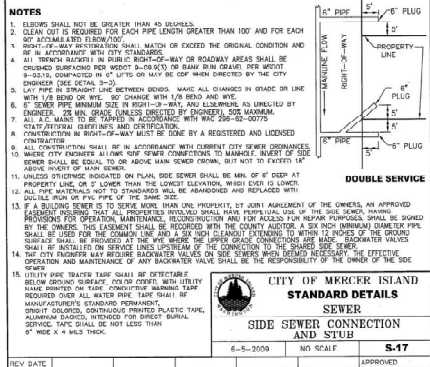 NOTES
1. ELBOWS SHALL NOT BE GREATER THAN 45 DEGREES.
2. CLEAN OUT IS REQUIRED FOR EACH PIPE LENGTH GREATER THAN 100' AND FOR EACH
90° ACCUMULATED ELBOW/100'.
3. RIGHT-OF-WAY RESTORATION SHALL MATCH OR EXCEED THE ORIGINAL CONDITION AND
BE IN ACCORDANCE WITH CITY STANDARDS.
4. ALL TRENCH BACKFILL IN PUBLIC RIGHT-OF-WAY OR ROADWAY AREAS SHALL BE
CRUSHED SURFACING PER WSDOT 9-09.9(3) OR BANK RUN GRAVEL PER WSDOT
9-03.19, COMPACTED IN 6" LIFTS OR MAY BE CDF WHEN DIRECTED BY THE CITY
ENGINEER (SEE DETAIL S-3).
5. LAY PIPE IN STRAIGHT LINE BETWEEN BENDS. MAKE ALL CHANGES IN GRADE OR LINE
WITH 1/8 BEND OR WYE. 90° CHANGE WITH 1/8 BEND AND WYE.
6. 6" SEWER PIPE MINIMUM SIZE IN RIGHT-OF-WAY, AND ELSEWHERE AS DIRECTED BY
ENGINEER. 2% MIN. GRADE (UNLESS DIRECTED BY ENGINEER), 50% MAXIMUM.
7. ALL A.C. MAINS TO BE TAPPED IN ACCORDANCE WITH WAC 296-62-00775
STATE/FEDERAL GUIDELINES AND CERTIFICATION.
8. CONSTRUCTION IN RIGHT-OF-WAY MUST BE DONE BY A REGISTERED AND LICENSED
CONTRACTOR.
9. ALL CONSTRUCTION SHALL BE IN ACCORDANCE WITH CURRENT CITY SEWER ORDINANCES.
10. WHERE CITY ENGINEER ALLOWS SIDE SEWER CONNECTIONS TO MANHOLE, INVERT OF SIDE
SEWER SHALL BE EQUAL TO OR ABOVE MAIN SEWER CROWN, BUT NOT TO EXCEED 18"
ABOVE INVERT OF MAIN SEWER.
11. UNLESS OTHERWISE INDICATED ON PLAN, SIDE SEWER SHALL BE MIN. OF 6' DEEP AT
PROPERTY LINE, OR 5' LOWER THAN THE LOWEST ELEVATION, WHICH EVER IS LOWER.
12. ALL PIPE MATERIALS NOT TO STANDARDS WILL BE ABANDONED AND REPLACED WITH
DUCTILE IRON OR PVC PIPE OF THE SAME SIZE.
13. IF A BUILDING SEWER IS TO SERVE MORE THAN ONE PROPERTY, BY JOINT AGREEMENT OF THE OWNERS, AN APPROVED
EASEMENT INSURING THAT ALL PROPERTIES INVOLVED SHALL HAVE PERPETUAL USE OF THE SIDE SEWER, HAVING
PROVISIONS FOR OPERATION, MAINTENANCE, RECONSTRUCTION AND FOR ACCESS FOR REPAIR PURPOSES, SHALL BE SIGNED
BY THE OWNERS. THIS EASEMENT SHALL BE RECORDED WITH THE COUNTY AUDITOR. A SIX INCH (MINIMUM) DIAMETER PIPE
SHALL BE USED FOR THE COMMON LINE AND A SIX INCH CLEANOUT EXTENDING TO WITHIN 12 INCHES OF THE GROUND
SURFACE SHALL BE PROVIDED AT THE WYE WHERE THE UPPER GRADE CONNECTIONS ARE MADE. BACKWATER VALVES
SHALL BE INSTALLED ON SERVICE LINES UPSTREAM OF THE CONNECTION TO THE SHARED SIDE SEWER.
14. THE CITY ENGINEER MAY REQUIRE BACKWATER VALVES ON SIDE SEWERS WHEN DEEMED NECESSARY. THE EFFECTIVE
OPERATION AND MAINTENANCE OF ANY BACKWATER VALVE SHALL BE THE RESPONSIBILITY OF THE OWNER OF THE SIDE
SEWER.
15. UTILITY PIPE TRACER TAPE SHALL BE DETECTABLE
BELOW GROUND SURFACE, COLOR CODED, WITH UTILITY
NAME PRINTED ON TAPE. CONDUCTIVE WARNING TAPE
REQUIRED OVER ALL WATER PIPE. TAPE SHALL BE
MANUFACTURER'S STANDARD PERMANENT,
BRIGHT COLORED, CONTINUOUS PRINTED PLASTIC TAPE,
ALUMINUM BACKED, INTENDED FOR DIRECT BURIAL
SERVICE. TAPE SHALL BE NOT LESS THAN
6" WIDE X 4 MILS THICK.
6" PIPE
5'
6" PLUG
MAINLINE FLOW
RIGHT-OF-WAY
PROPERTY
LINE
6"
PLUG
5'
5'
DOUBLE SERVICE
CITY OF MERCER ISLAND
STANDARD DETAILS
SEWER
SIDE SEWER CONNECTION
AND STUB
6-5-2009
NO SCALE
S-17
REV DATE
APPROVED